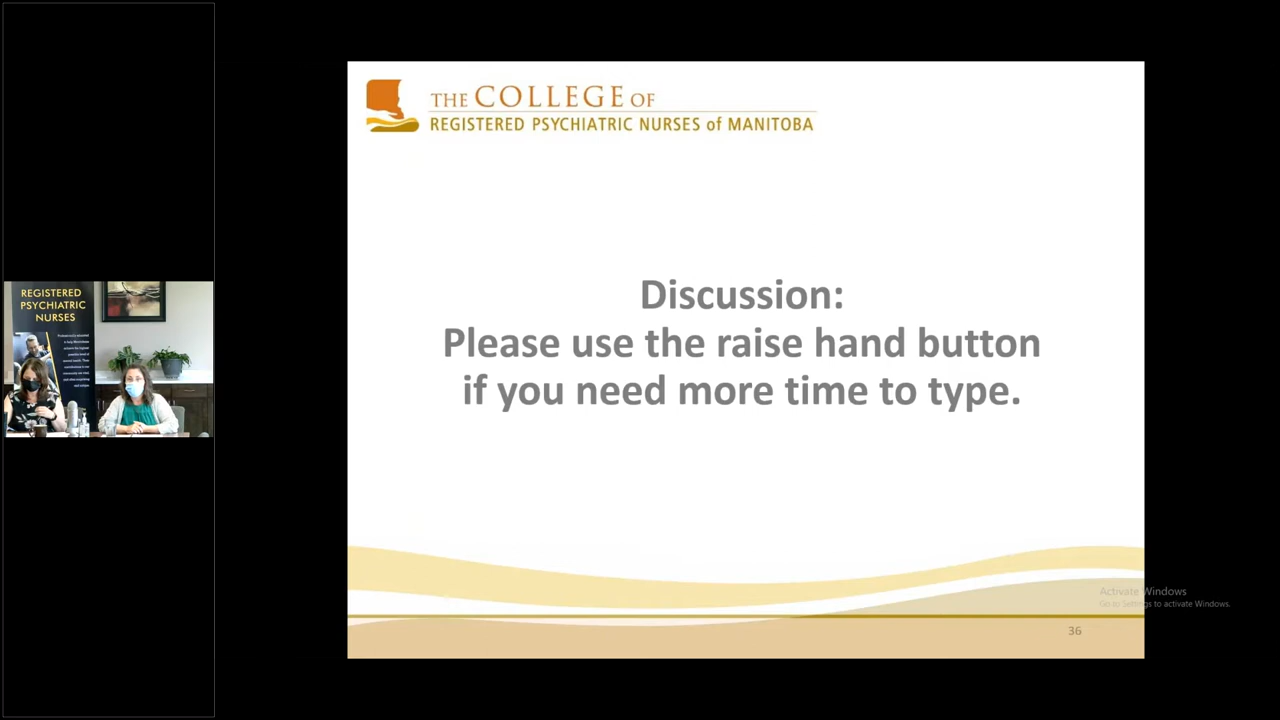 REGISTERED
PSYCHIATRIC
NURSES
THE COLLEGE OF
REGISTERED PSYCHIATRIC NURSES of MANITOBA
Discussion:
Please use the raise hand button
if you need more time to type.
Activate Windows
Go to Settings to activate Windows.
36